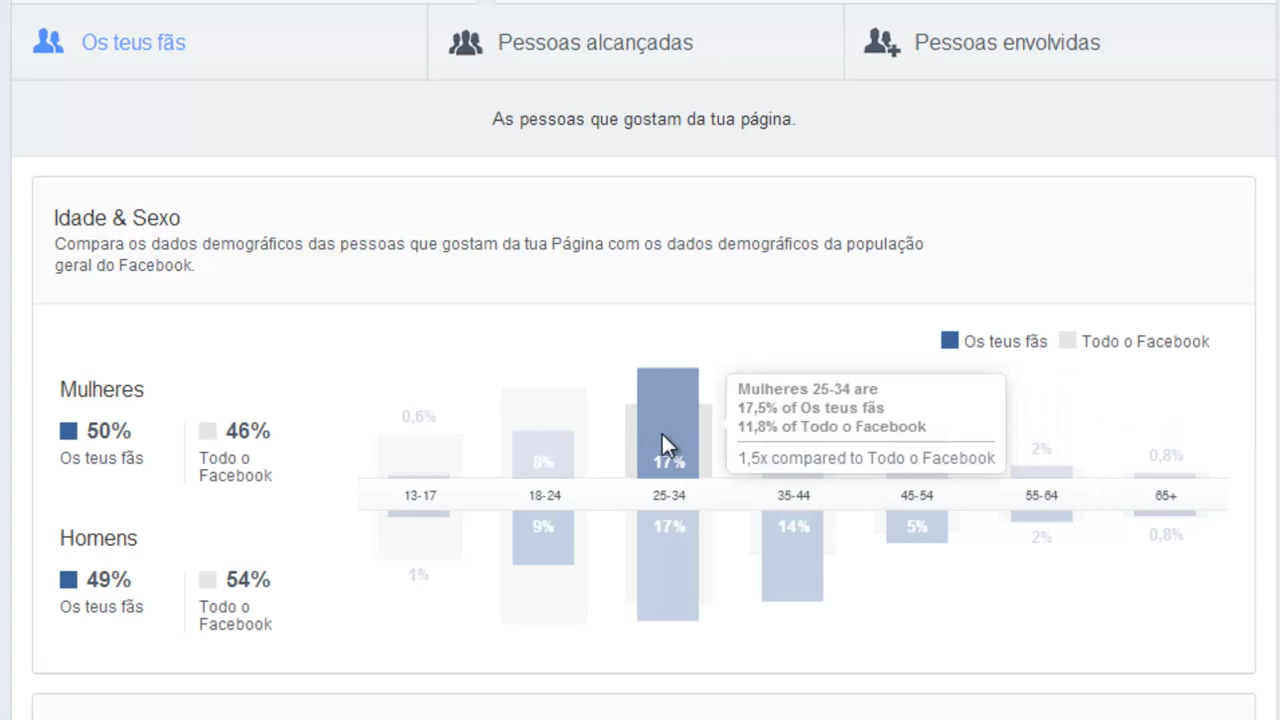 Os teus fãs
Pessoas alcançadas
Pessoas envolvidas
As pessoas que gostam da tua página.
Idade & Sexo
Compara os dados demográficos das pessoas que gostam da tua Página com os dados demográficos da população
geral do Facebook.
Os teus fãs
Todo o Facebook
Mulheres
50%
Os teus fãs
46%
Todo o
Facebook
Homens
49%
Os teus fãs
54%
Todo o
Facebook
Mulheres 25-34 are
17,5% of Os teus fãs
11,8% of Todo o Facebook
1,5x compared to Todo o Facebook
0,6%
8%
17%
2%
0,8%
13-17
18-24
25-34
35-44
45-54
55-64
65+
1%
9%
17%
14%
5%
2%
0,8%